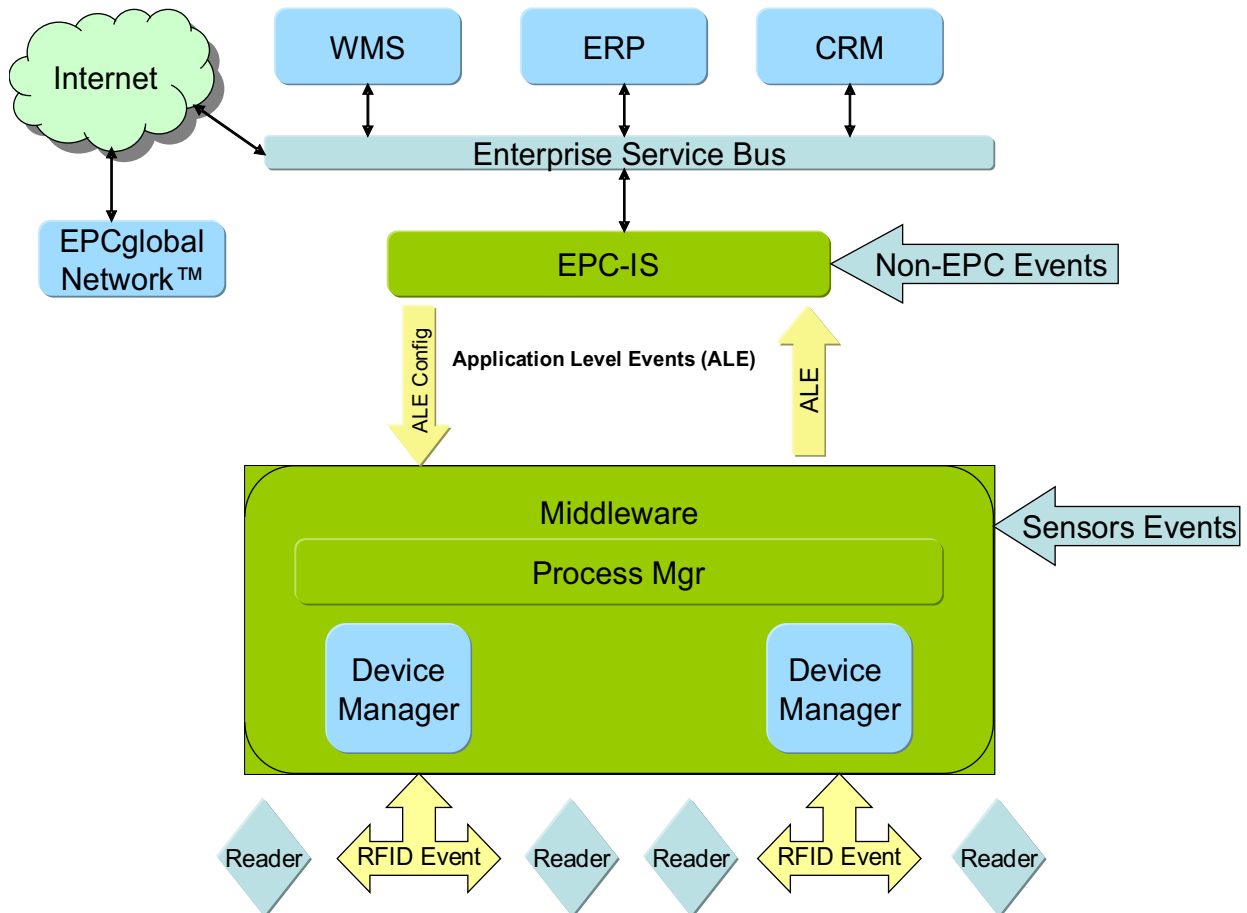 WMS
ERP
CRM
Internet
Enterprise Service Bus
EPCglobal
Network™
EPC-IS
Non-EPC Events
ALE Config
Application Level Events (ALE)
ALE
Middleware
Sensors Events
Process Mgr
Device
Manager
Device
Manager
Reader
RFID Event
Reader
Reader
RFID Event
Reader